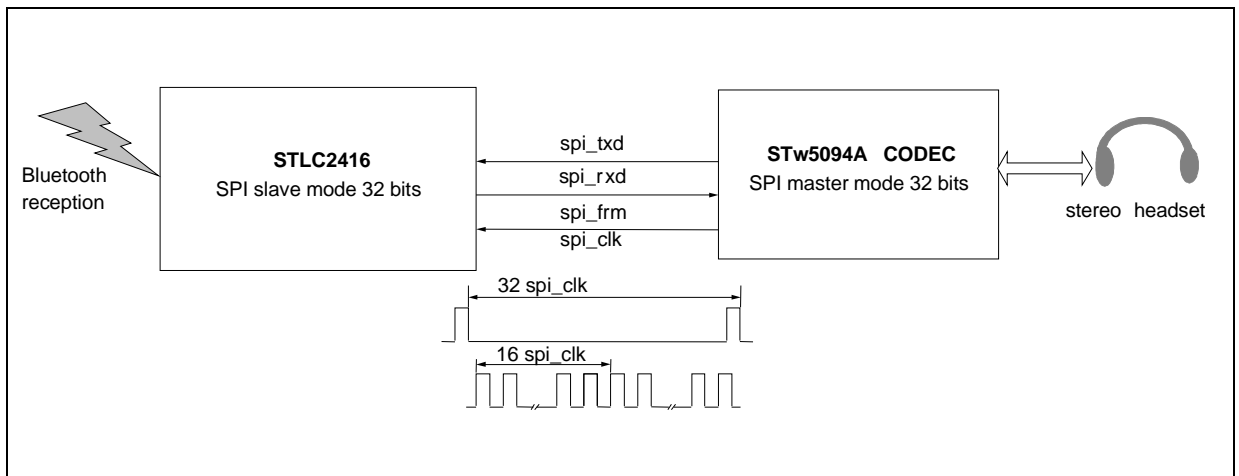 Bluetooth
reception
STLC2416
SPI slave mode 32 bits
spi_txd
spi_rxd
spi_frm
spi_clk
STw5094A CODEC
SPI master mode 32 bits
stereo headset
32 spi_clk
16 spi_clk